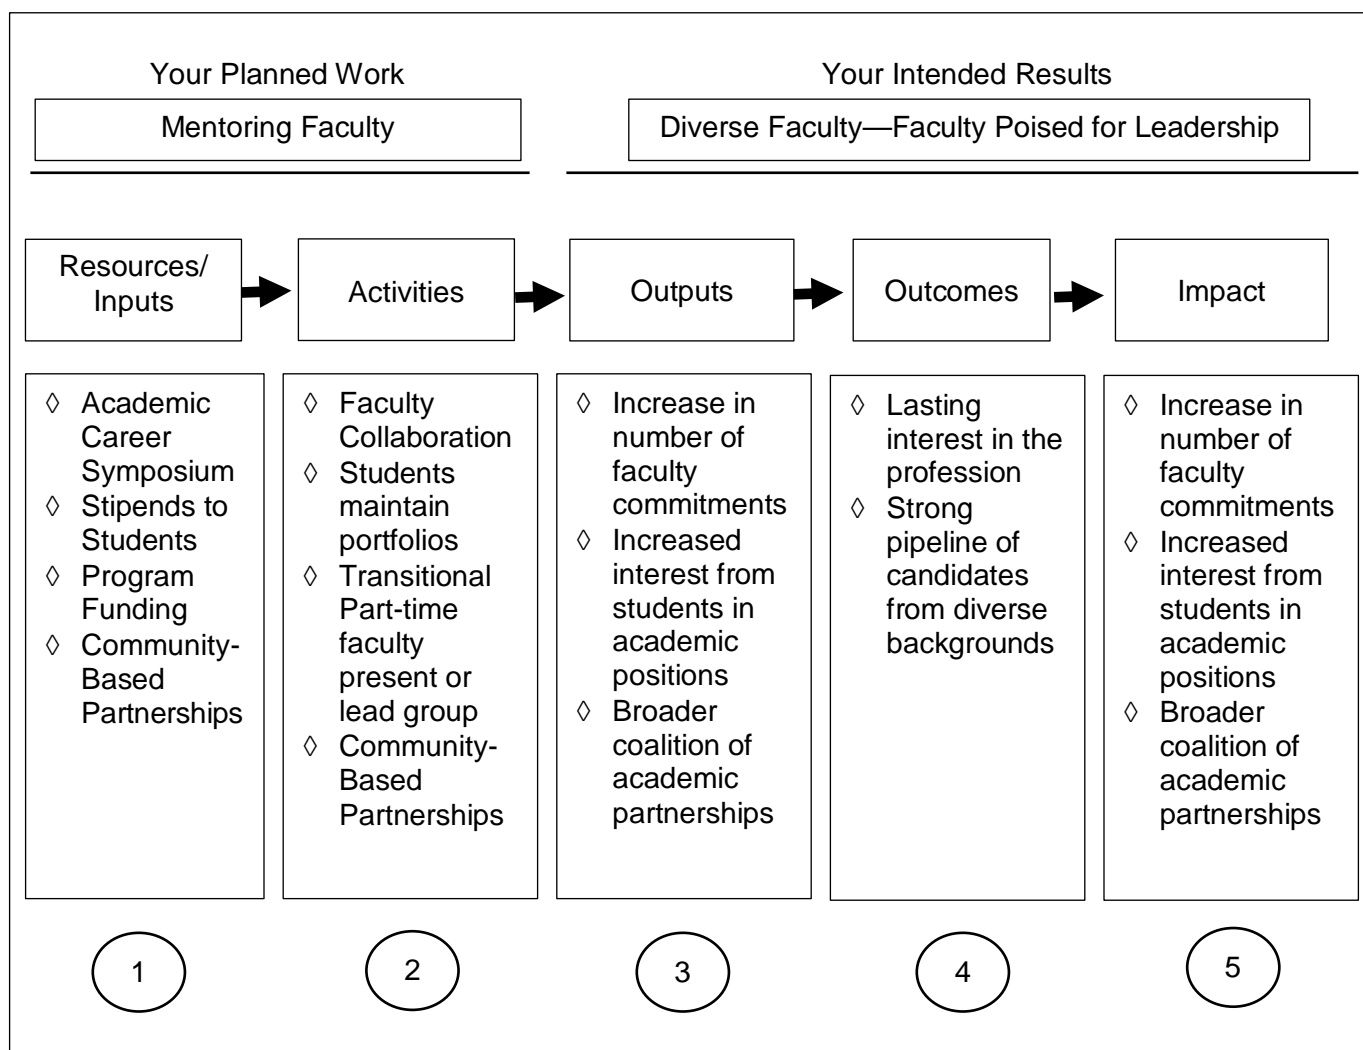 Your Planned Work
Mentoring Faculty
Your Intended Results
Diverse Faculty—Faculty Poised for Leadership
Resources/
Inputs
Activities
Outputs
Outcomes
Impact
◊ Academic
Career
Symposium
◊ Stipends to
Students
◊ Program
Funding
◊ Community-
Based
Partnerships
◊ Faculty
Collaboration
◊ Students
maintain
portfolios
◊ Transitional
Part-time
faculty
present or
lead group
◊ Community-
Based
Partnerships
◊ Increase in
number of
faculty
commitments
◊ Increased
interest from
students in
academic
positions
◊ Broader
coalition of
academic
partnerships
◊ Lasting
interest in the
profession
◊ Strong
pipeline of
candidates
from diverse
backgrounds
◊ Increase in
number of
faculty
commitments
◊ Increased
interest from
students in
academic
positions
◊ Broader
coalition of
academic
partnerships
1
2
3
4
5